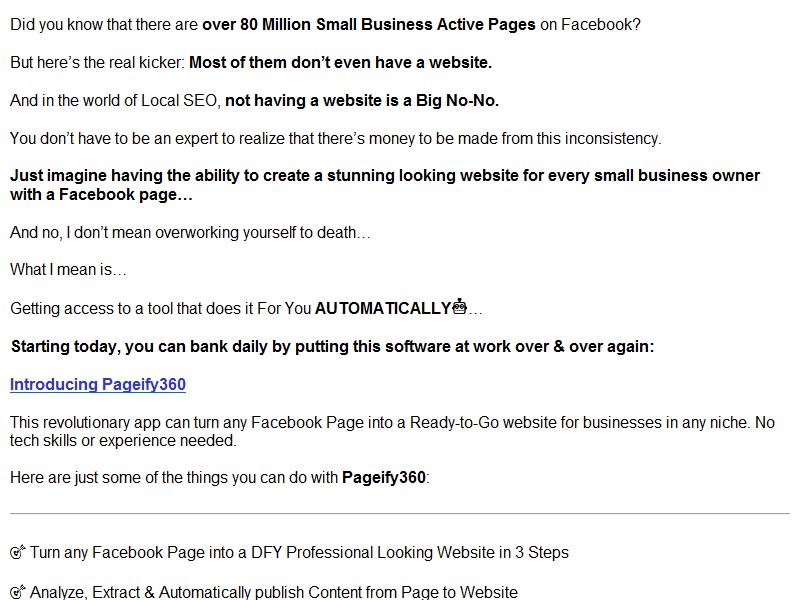 Did you know that there are over 80 Million Small Business Active Pages on Facebook?
But here’s the real kicker: Most of them don’t even have a website.
And in the world of Local SEO, not having a website is a Big No-No.
You don’t have to be an expert to realize that there’s money to be made from this inconsistency.
Just imagine having the ability to create a stunning looking website for every small business owner
with a Facebook page…
And no, I don’t mean overworking yourself to death…
What I mean is…
Getting access to a tool that does it For You AUTOMATICALLY🤖…
Starting today, you can bank daily by putting this software at work over & over again:
Introducing Pageify360
This revolutionary app can turn any Facebook Page into a Ready-to-Go website for businesses in any niche. No
tech skills or experience needed.
Here are just some of the things you can do with Pageify360:
🎯 Turn any Facebook Page into a DFY Professional Looking Website in 3 Steps
🎯 Analyze, Extract & Automatically publish Content from Page to Website